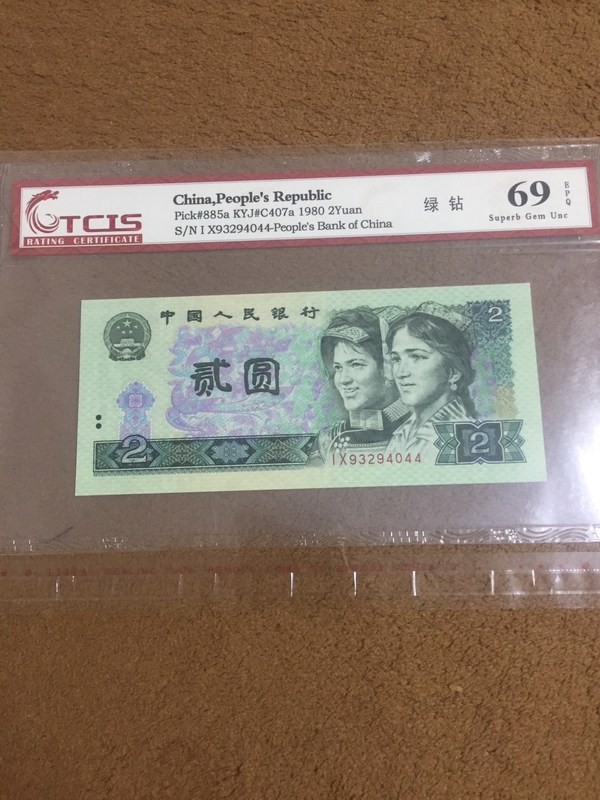 TCIS
RATING CERTIFICATE
China,People's Republic
Pick#885a KYJ#C407a 1980 2Yuan
S/N I X93294044-People's Bank of China
绿 钻
69
EPQ
Superb Gem Unc
中国人民银行
2
贰圆
2
IX93294044
2